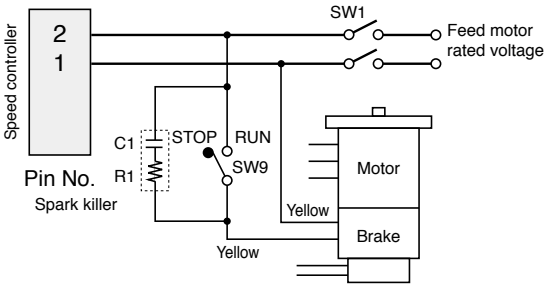 Speed controller
2
1
Pin No.
Spark killer
SW1
Feed motor
rated voltage
C1
R1
STOP
RUN
SW9
Motor
Brake
Yellow
Yellow